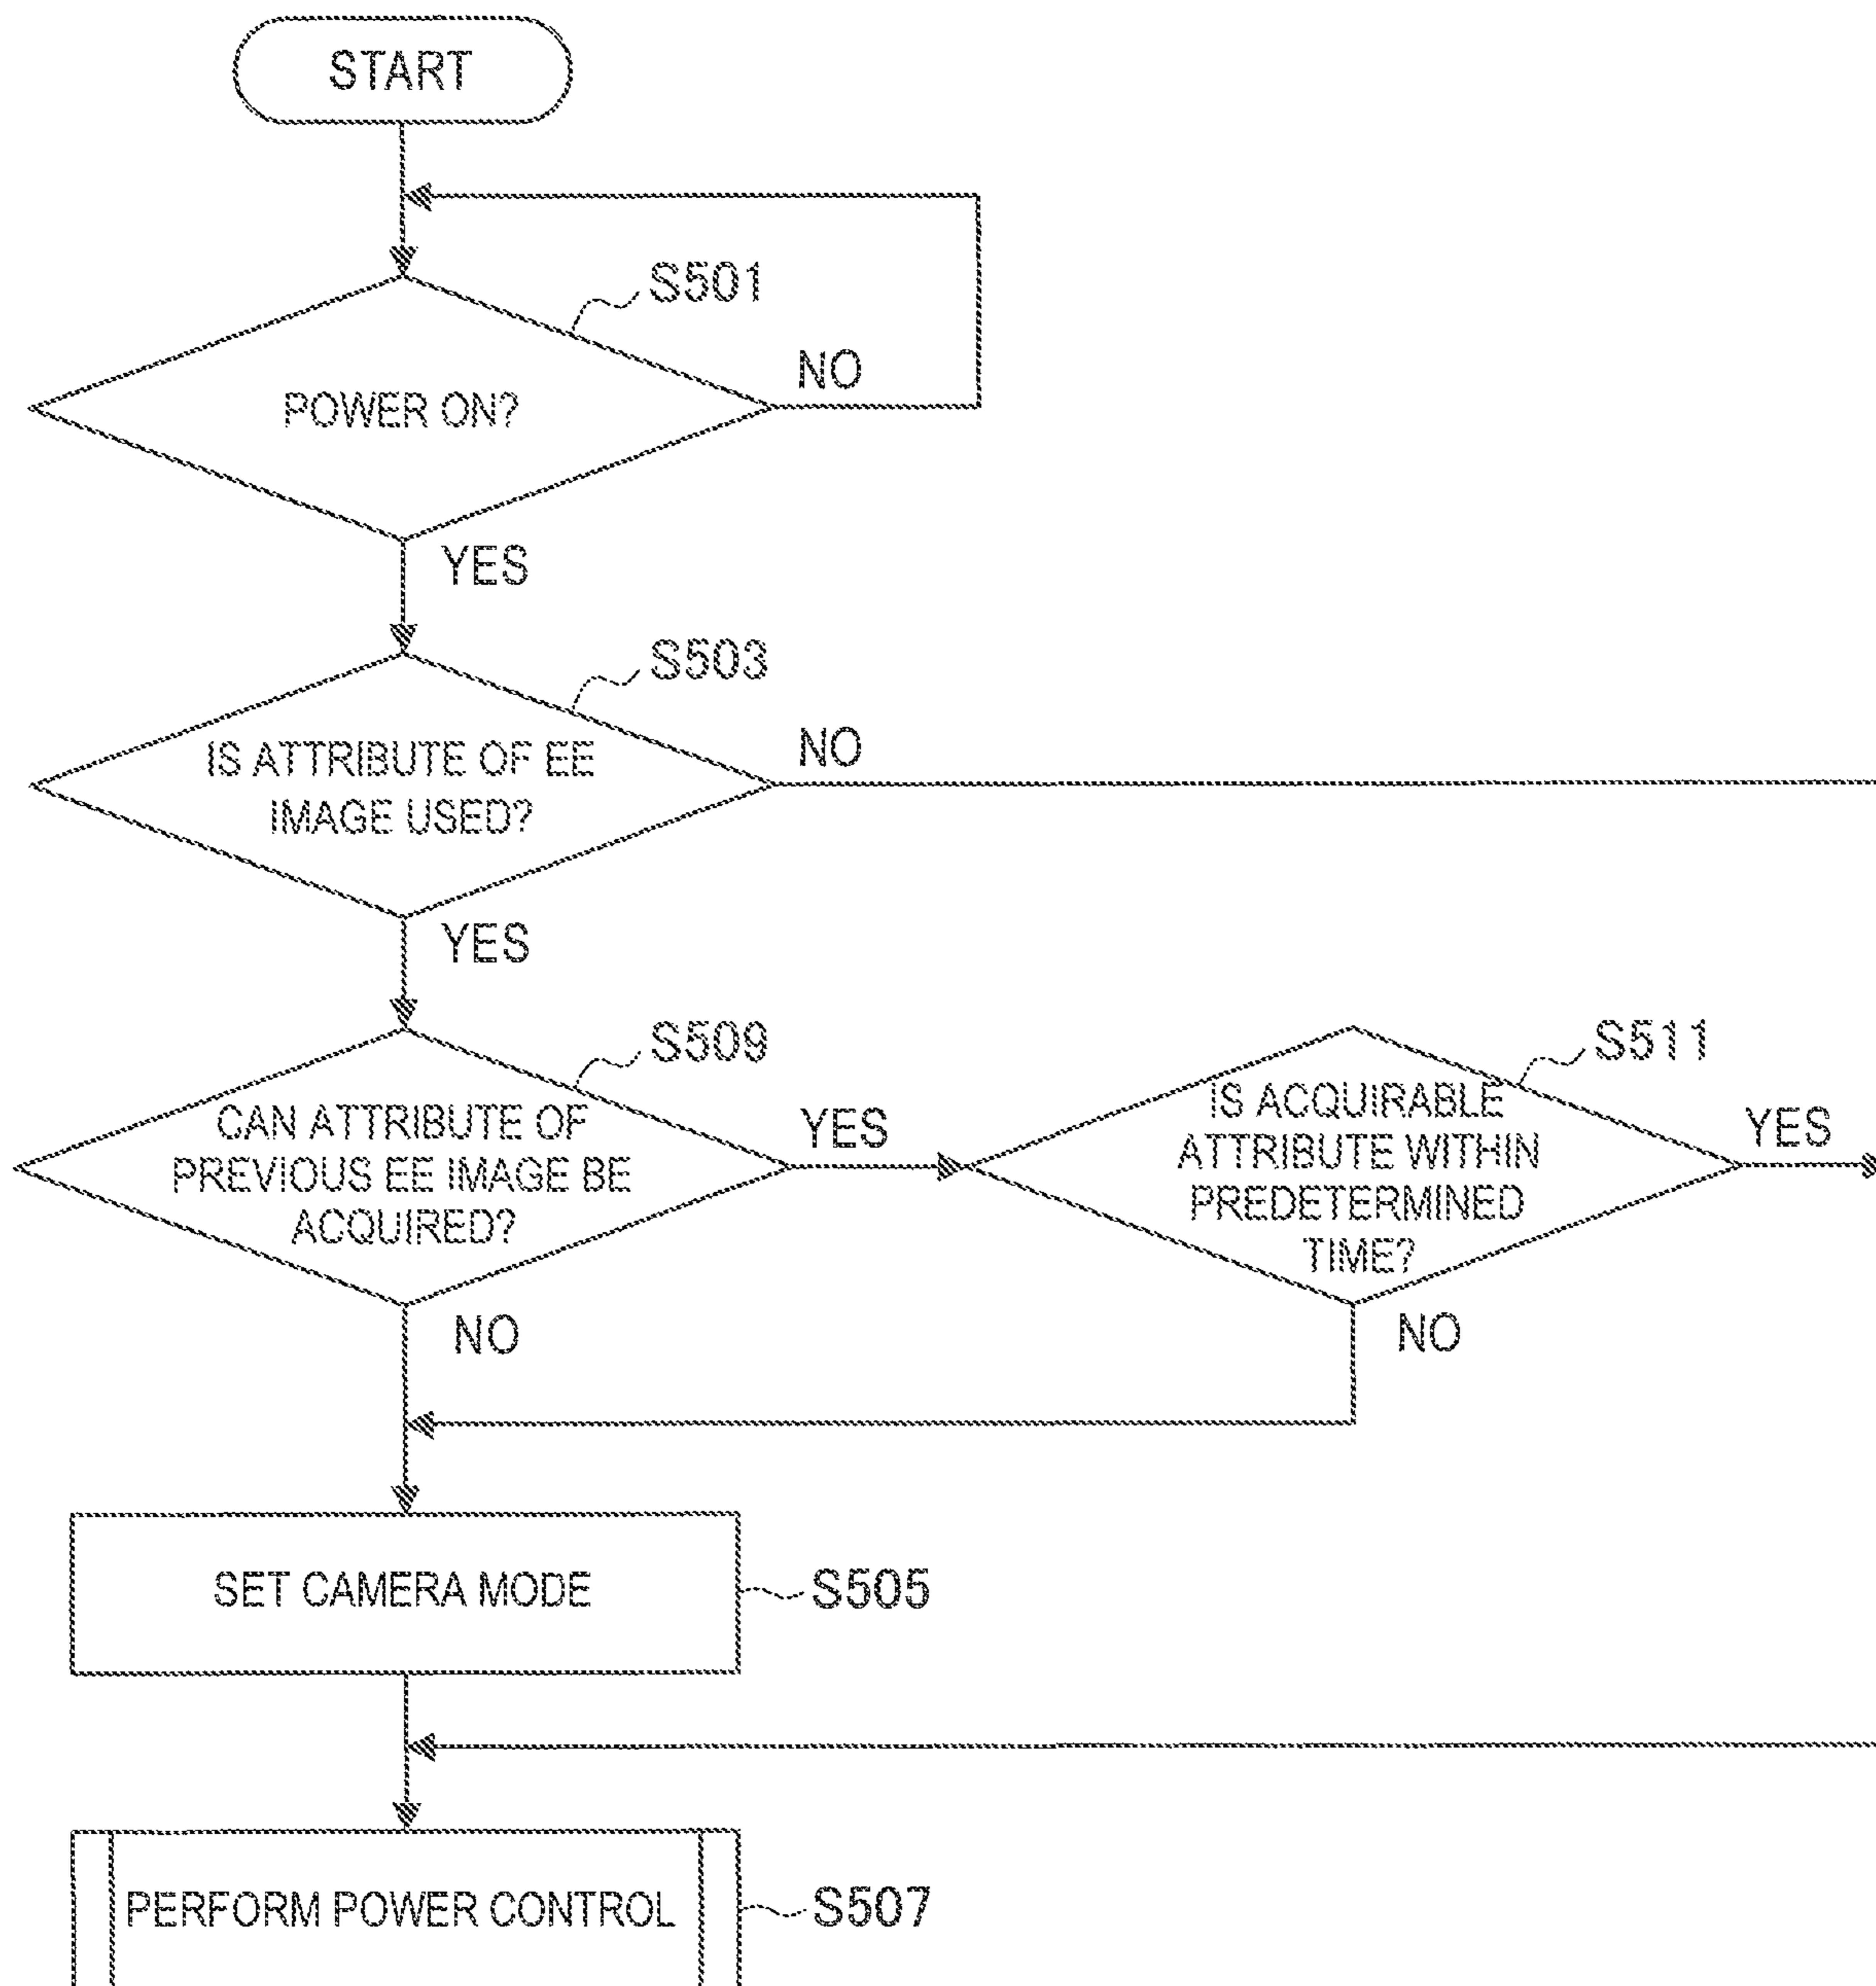 START
S501
NO
POWER ON?
YES
S503
NO
IS ATTRIBUTE OF EE
IMAGE USED?
YES
S509
CAN ATTRIBUTE OF
PREVIOUS EE IMAGE BE
ACQUIRED?
YES
S511
IS ACQUIRABLE
ATTRIBUTE WITHIN
PREDETERMINED
TIME?
YES
NO
NO
SET CAMERA MODE
S505
PERFORM POWER CONTROL
S507